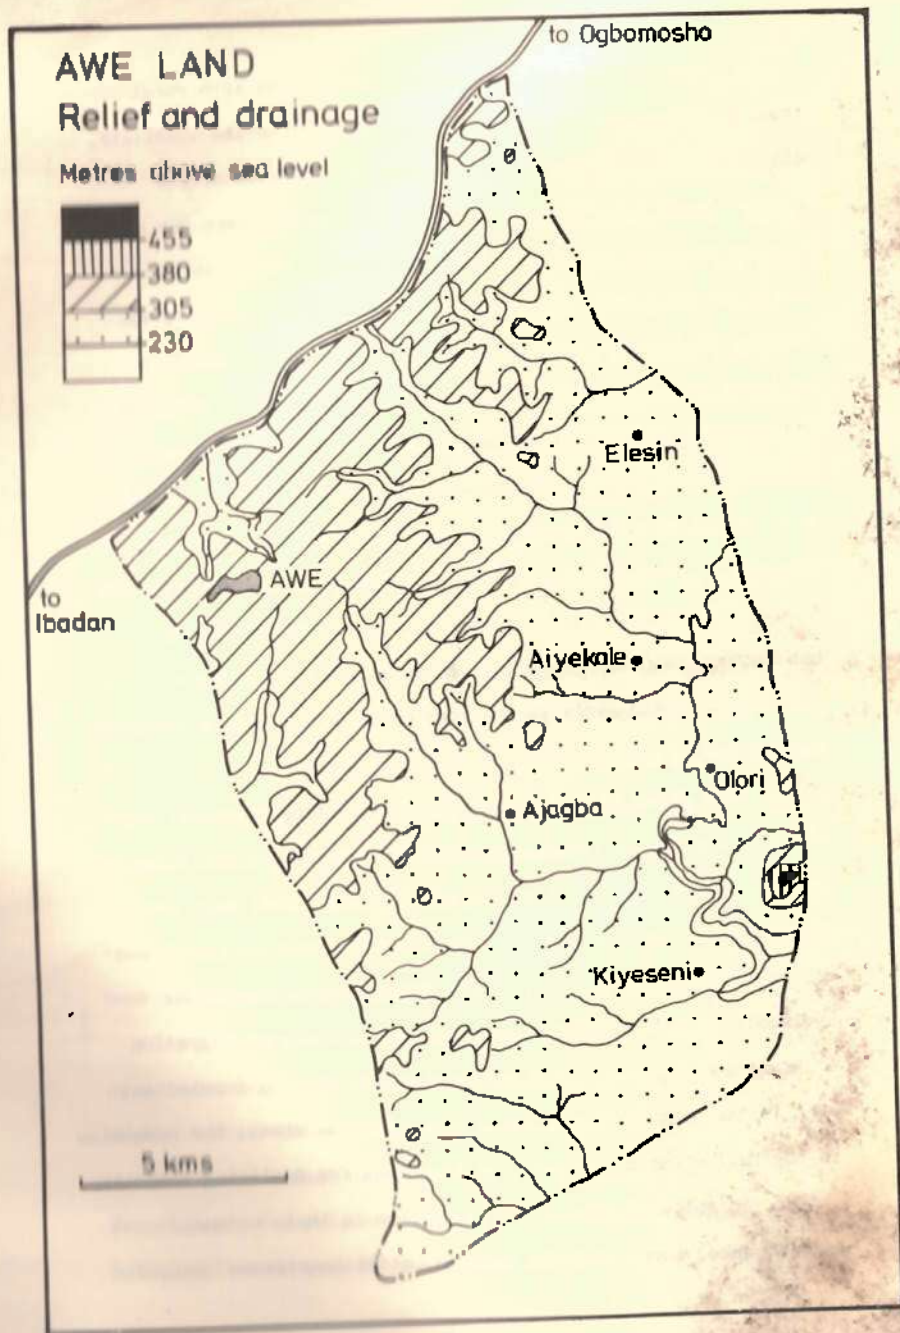 to Ogbomosho
AWE LAND
Relief and drainage
Metres above sea level
455
380
305
230
Elesin
AWE
to
Ibadan
Aiyekale
Olori
Ajagba
Kiyeseni
5 kms